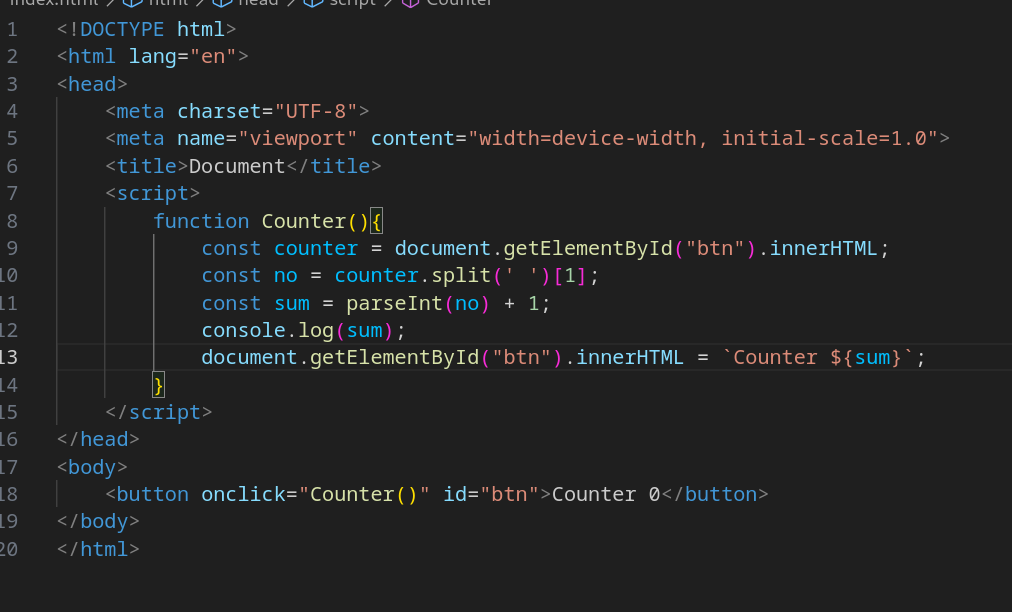 index.html > html > head > script > Counter
1 <!DOCTYPE html>
2 <html lang="en">
3 <head>
4     <meta charset="UTF-8">
5     <meta name="viewport" content="width=device-width, initial-scale=1.0">
6     <title>Document</title>
7     <script>
8         function Counter(){
9             const counter = document.getElementById("btn").innerHTML;
10             const no = counter.split(' ')[1];
11             const sum = parseInt(no) + 1;
12             console.log(sum);
13             document.getElementById("btn").innerHTML = `Counter ${sum}`;
14         }
15     </script>
16 </head>
17 <body>
18     <button onclick="Counter()" id="btn">Counter 0</button>
19 </body>
20 </html>